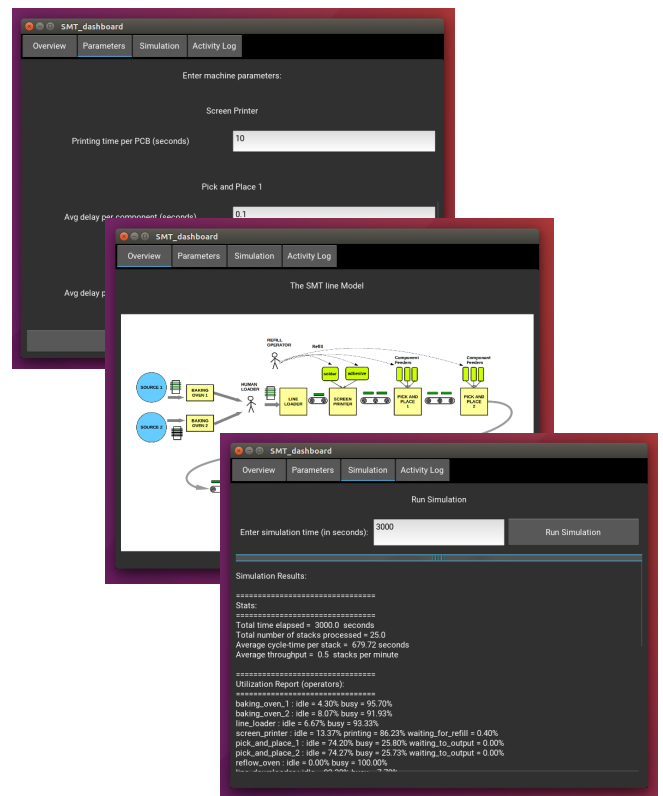 SMT_dashboard
Overview Parameters Simulation Activity Log
Enter machine parameters:
Screen Printer
Printing time per PCB (seconds) 10
Pick and Place 1
Avg delay per component (seconds) 0.1
Avg delay p
SMT_dashboard
Overview Parameters Simulation Activity Log
The SMT line Model
REFILL
OPERATOR
Refill
Component
Feeders
Component
Feeders
solder adhesive
SOURCE 1
BAKING
OVEN 1
HUMAN
LOADER
LINE
LOADER
SCREEN
PRINTER
PICK AND
PLACE
1
PICK AND
PLACE
2
SOURCE 2
BAKING
OVEN 2
SMT_dashboard
Overview Parameters Simulation Activity Log
Run Simulation
Enter simulation time (in seconds): 3000 Run Simulation
Simulation Results:
================================
Stats:
================================
Total time elapsed = 3000.0 seconds
Total number of stacks processed = 25.0
Average cycle-time per stack = 679.72 seconds
Average throughput = 0.5 stacks per minute
================================
Utilization Report (operators):
================================
baking_oven_1 : idle = 4.30% busy = 95.70%
baking_oven_2 : idle = 8.07% busy = 91.93%
line_loader : idle = 6.67% busy = 93.33%
screen_printer : idle = 13.37% printing = 86.23% waiting_for_refill = 0.40%
pick_and_place_1 : idle = 74.20% busy = 25.80% waiting_to_output = 0.00%
pick_and_place_2 : idle = 74.27% busy = 25.73% waiting_to_output = 0.00%
reflow_oven : idle = 0.00% busy = 100.00%